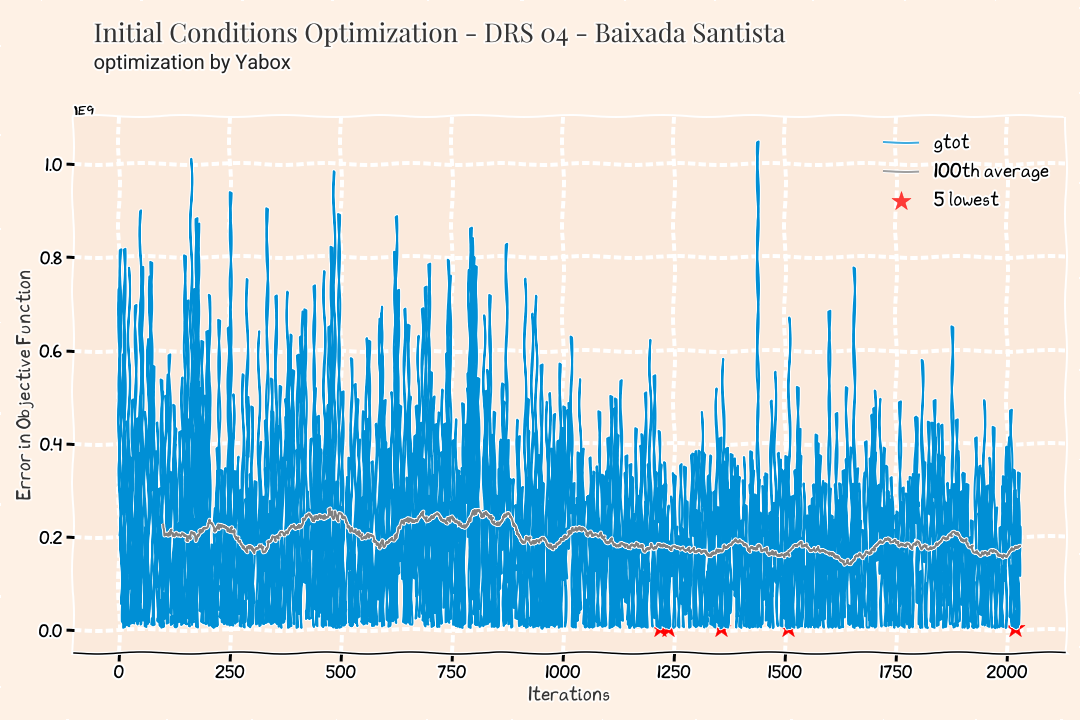 Initial Conditions Optimization - DRS 04 - Baixada Santista
optimization by Yabox
1E9
gtot
100th average
5 lowest
1.0
0.8
0.6
0.4
0.2
0.0
Error in Objective Function
0 250 500 750 1000 1250 1500 1750 2000
Iterations